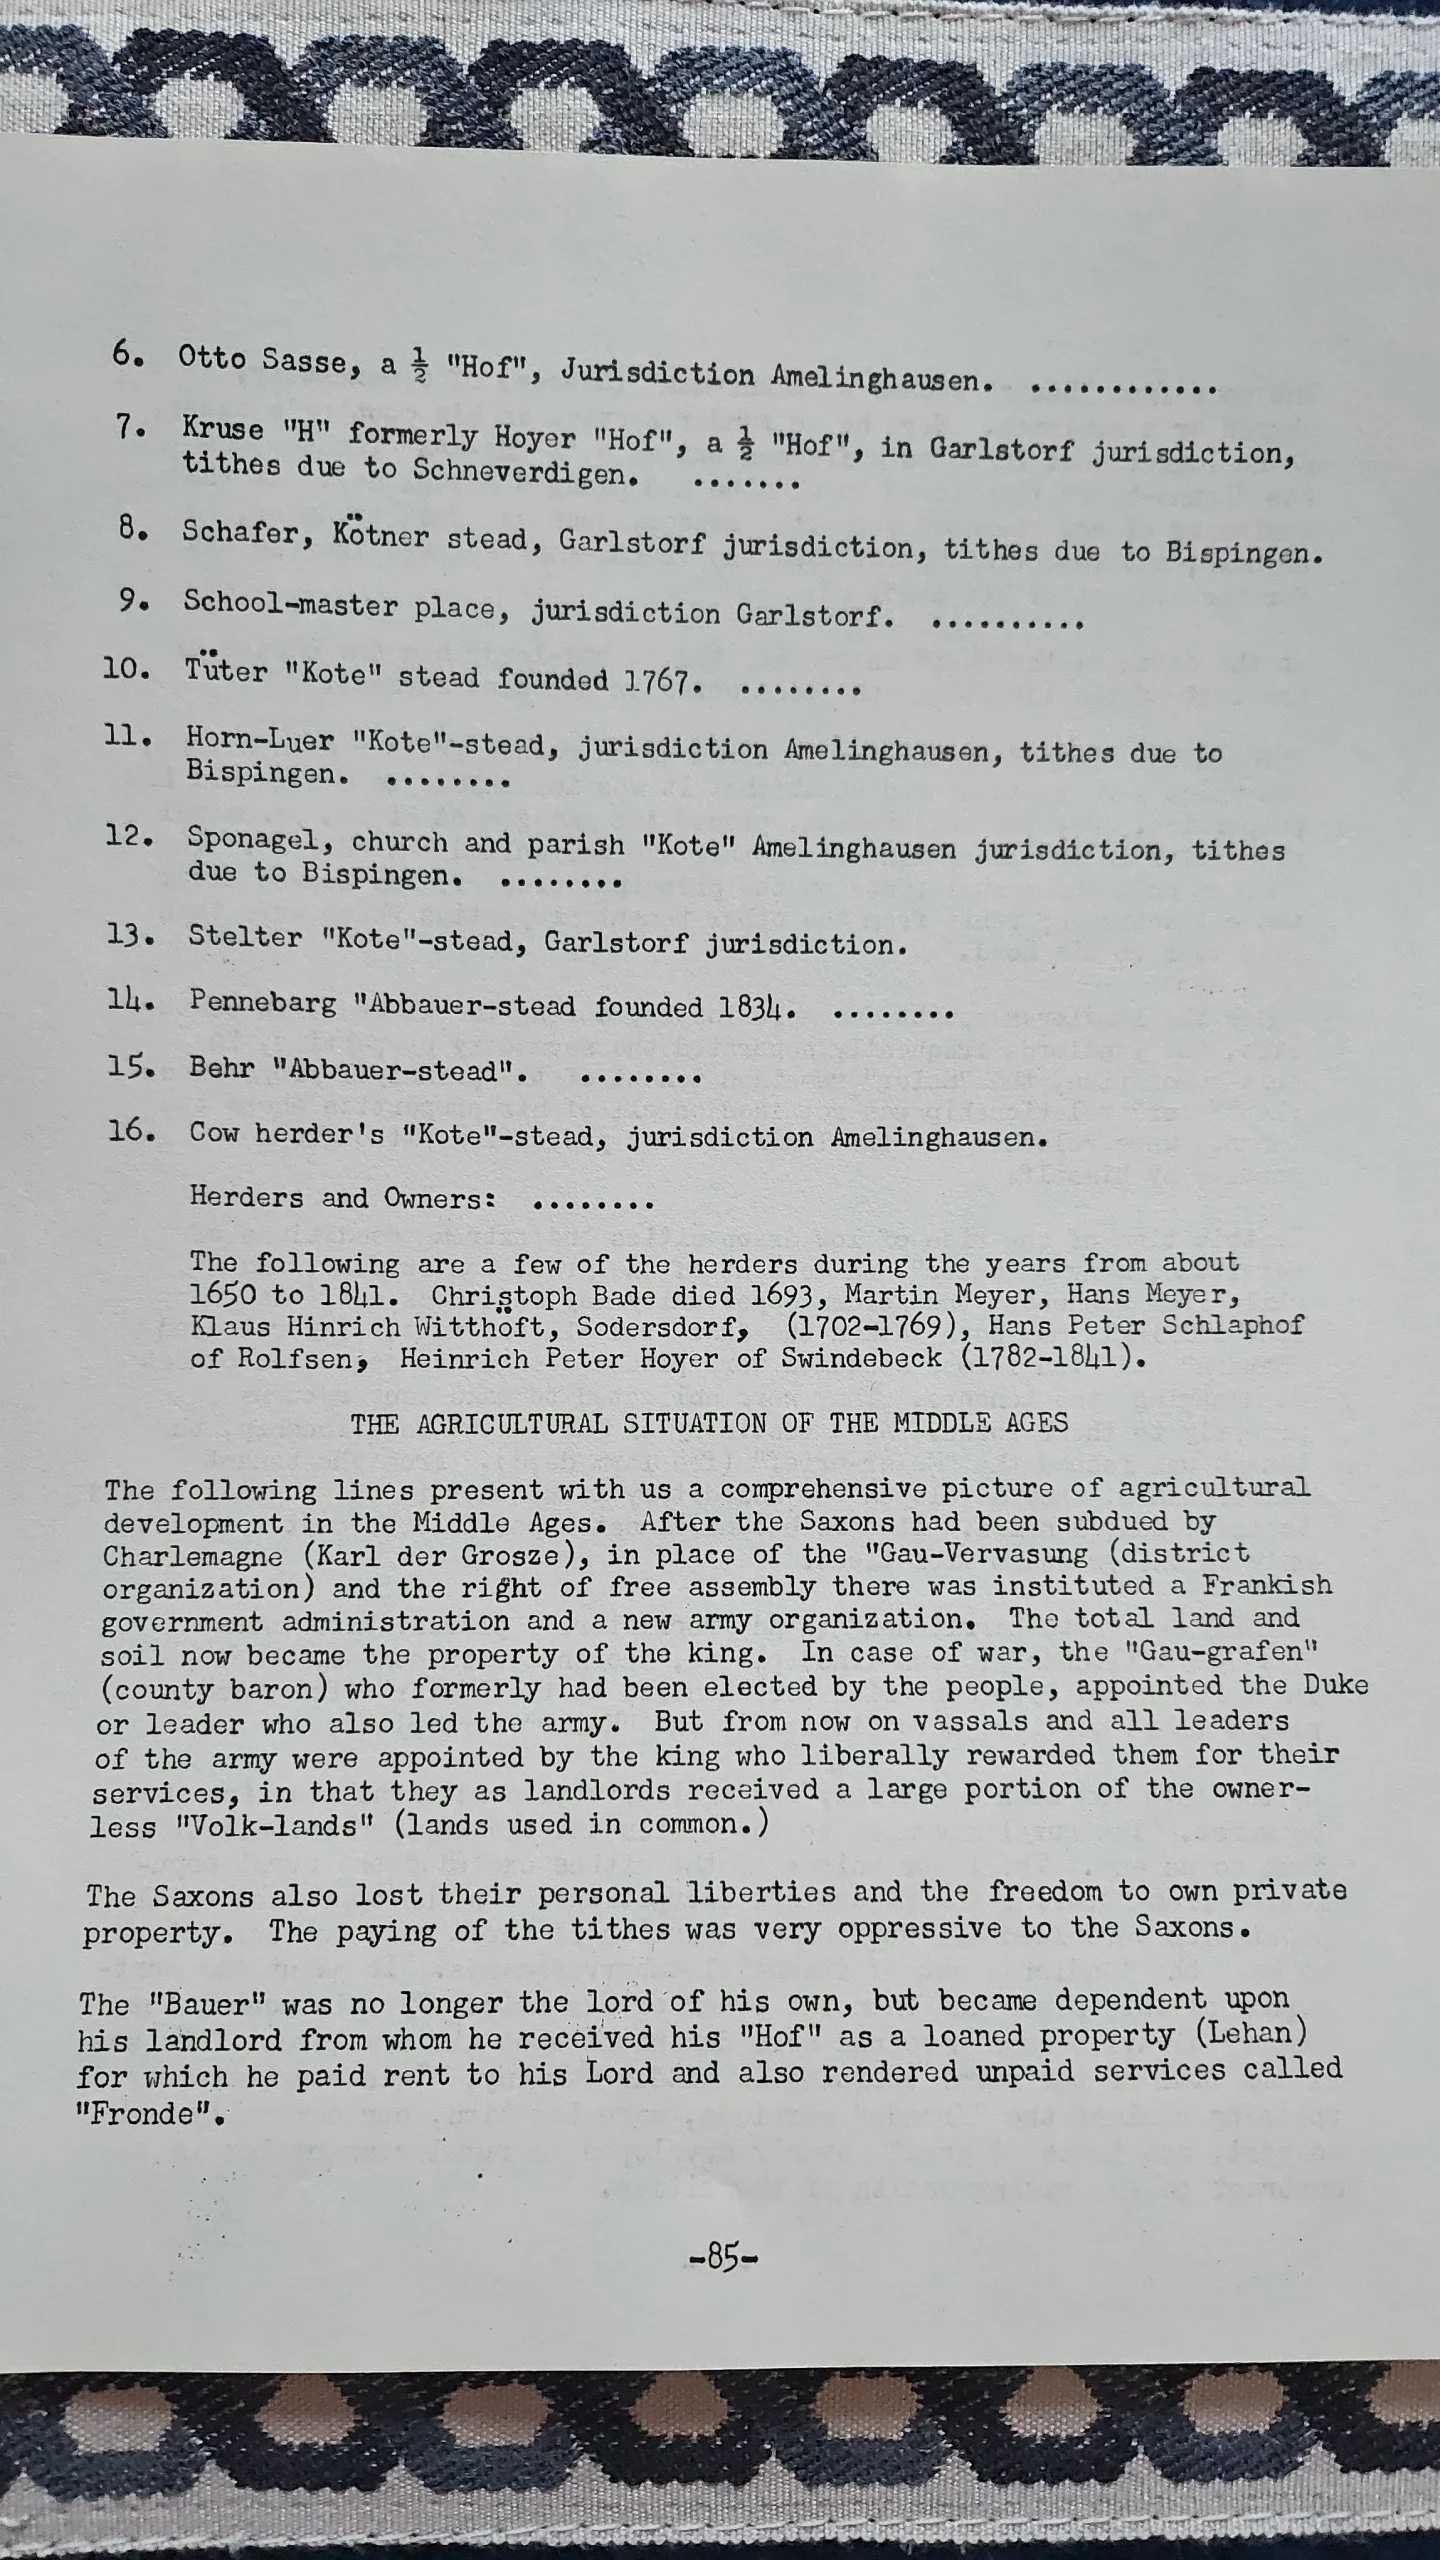 6. Otto Sasse, a ½ "Hof", Jurisdiction Amelinghausen. ............
7. Kruse "H" formerly Hoyer "Hof", a ½ "Hof", in Garlstorf jurisdiction,
tithes due to Schneverdigen. .......
8. Schafer, Kötner stead, Garlstorf jurisdiction, tithes due to Bispingen.
9. School-master place, jurisdiction Garlstorf. ..........
10. Tüter "Kote" stead founded 1767. ........
11. Horn-Luer "Kote"-stead, jurisdiction Amelinghausen, tithes due to
Bispingen. ........
12. Sponagel, church and parish "Kote" Amelinghausen jurisdiction, tithes
due to Bispingen. ........
13. Stelter "Kote"-stead, Garlstorf jurisdiction.
14. Pennebarg "Abbauer-stead founded 1834. ........
15. Behr "Abbauer-stead". ........
16. Cow herder's "Kote"-stead, jurisdiction Amelinghausen.
Herders and Owners: ........
The following are a few of the herders during the years from about
1650 to 1841. Christoph Bade died 1693, Martin Meyer, Hans Meyer,
Klaus Hinrich Witthöft, Sodersdorf, (1702-1769), Hans Peter Schlaphof
of Rolfsen, Heinrich Peter Hoyer of Swindebeck (1782-1841).
THE AGRICULTURAL SITUATION OF THE MIDDLE AGES
The following lines present with us a comprehensive picture of agricultural
development in the Middle Ages. After the Saxons had been subdued by
Charlemagne (Karl der Grosze), in place of the "Gau-Vervasung (district
organization) and the right of free assembly there was instituted a Frankish
government administration and a new army organization. The total land and
soil now became the property of the king. In case of war, the "Gau-grafen"
(county baron) who formerly had been elected by the people, appointed the Duke
or leader who also led the army. But from now on vassals and all leaders
of the army were appointed by the king who liberally rewarded them for their
services, in that they as landlords received a large portion of the owner-
less "Volk-lands" (lands used in common.)
The Saxons also lost their personal liberties and the freedom to own private
property. The paying of the tithes was very oppressive to the Saxons.
The "Bauer" was no longer the lord of his own, but became dependent upon
his landlord from whom he received his "Hof" as a loaned property (Lehan)
for which he paid rent to his Lord and also rendered unpaid services called
"Fronde".
-85-